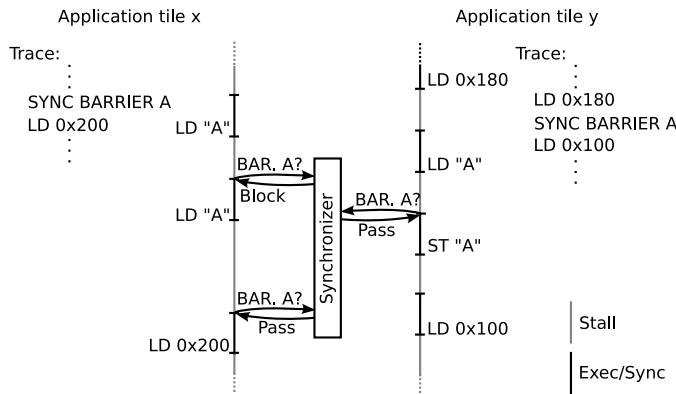 Application tile x
Application tile y
Trace:
Trace:
LD 0x180
SYNC BARRIER A
LD 0x200
LD 0x180
SYNC BARRIER A
LD 0x100
LD "A"
LD "A"
BAR. A?
Block
BAR. A?
Pass
LD "A"
ST "A"
Synchronizer
BAR. A?
Pass
LD 0x200
LD 0x100
Stall
Exec/Sync